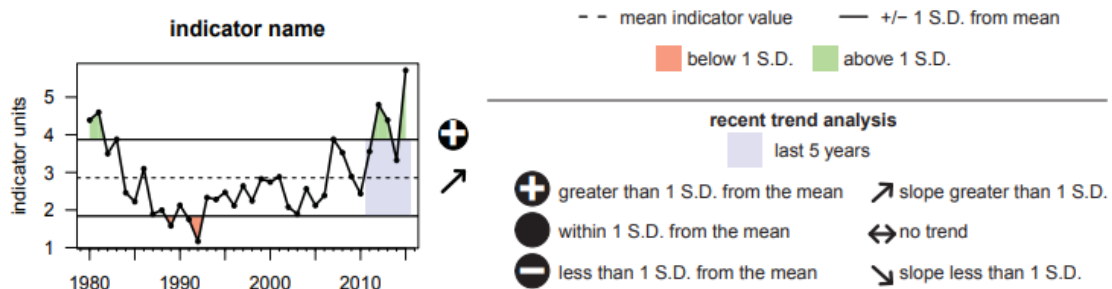 indicator name
indicator units
5
4
3
2
1
1980
1990
2000
2010
mean indicator value
+/− 1 S.D. from mean
below 1 S.D.
above 1 S.D.
recent trend analysis
last 5 years
greater than 1 S.D. from the mean
slope greater than 1 S.D.
within 1 S.D. from the mean
no trend
less than 1 S.D. from the mean
slope less than 1 S.D.